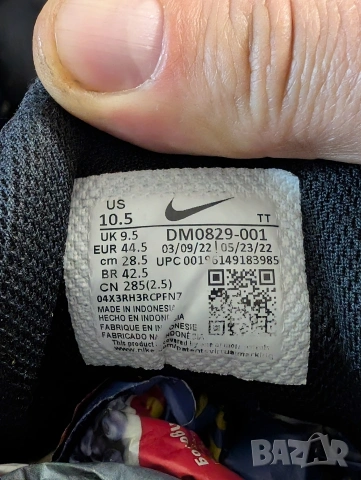 US
10.5
TT
UK 9.5
DM0829-001
EUR 44.5
03/09/22 05/23/22
cm 28.5
UPC 00196149183985
BR 42.5
CN 285(2.5)
04X3RH3RCPFN7
MADE IN INDONESIA
HECHO EN INDONESIA
FABRIQUE EN INDONESIE
FABRICADO NA INDONÉSIA
BAZAR